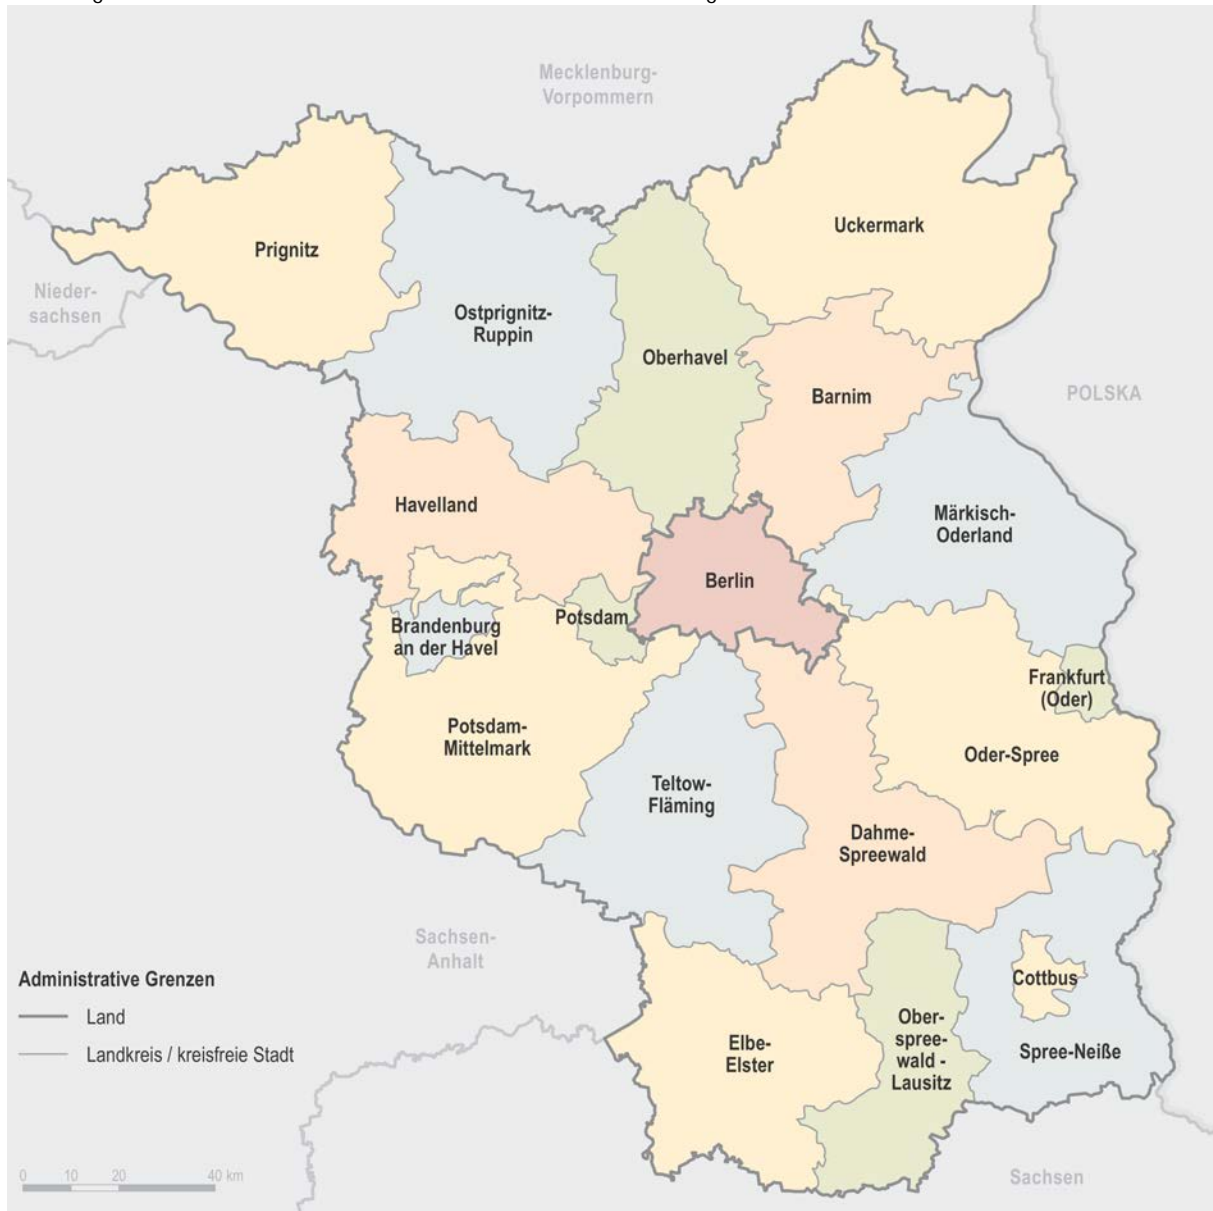 Mecklenburg-
Vorpommern
Uckermark
Prignitz
Nieder-
sachsen
Ostprignitz-
Ruppin
Oberhavel
Barnim
POLSKA
Havelland
Märkisch-
Oderland
Berlin
Potsdam
Brandenburg
an der Havel
Frankfurt
(Oder)
Potsdam-
Mittelmark
Oder-Spree
Teltow-
Fläming
Dahme-
Spreewald
Sachsen-
Anhalt
Cottbus
Administrative Grenzen
Land
Landkreis / kreisfreie Stadt
Ober-
spree-
wald -
Lausitz
Elbe-
Elster
Spree-Neiße
0 10 20 40 km
Sachsen